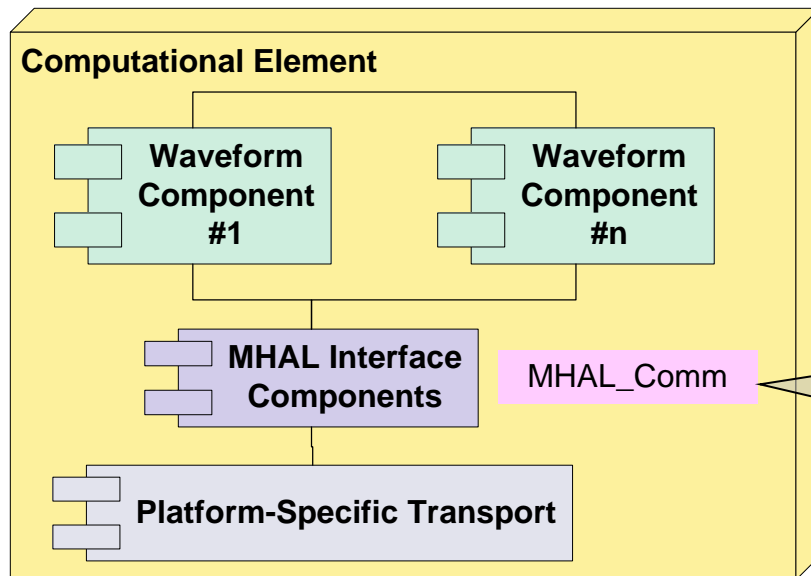 Computational Element
Waveform
Component
#1
Waveform
Component
#n
MHAL Interface
Components
MHAL_Comm
Platform-Specific Transport